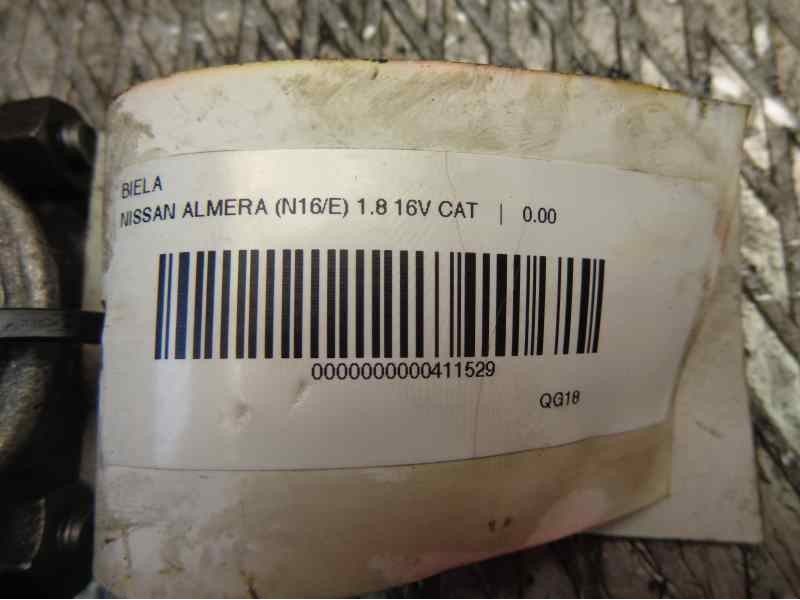 BIELA
NISSAN ALMERA (N16/E) 1.8 16V CAT | 0.00
0000000000411529
QG18